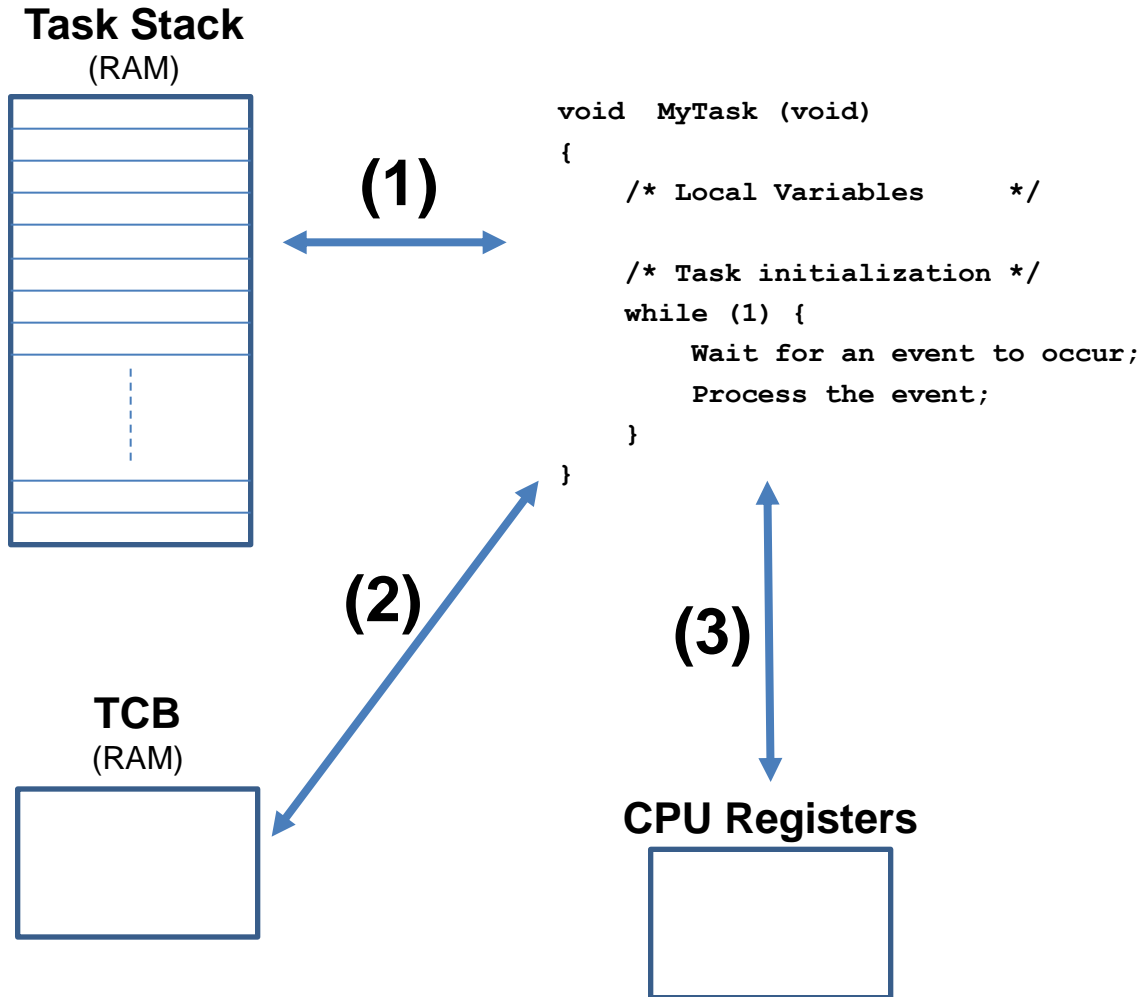 Task Stack
(RAM)
void  MyTask (void)
{
(1)
/* Local Variables      */
/* Task initialization */
while (1) {
Wait for an event to occur;
Process the event;
}
}
(2)
(3)
TCB
(RAM)
CPU Registers